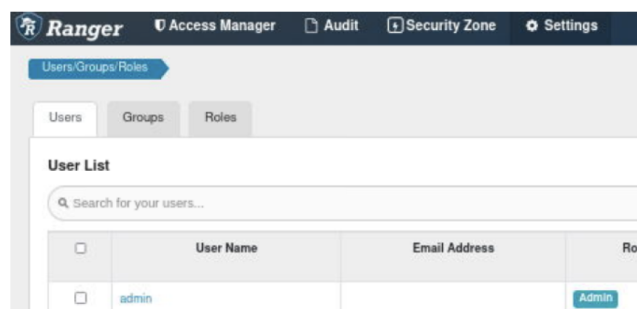 Ranger Access Manager Audit Security Zone Settings
Users/Groups/Roles
Users Groups Roles
User List
Search for your users...
User Name Email Address
admin Admin